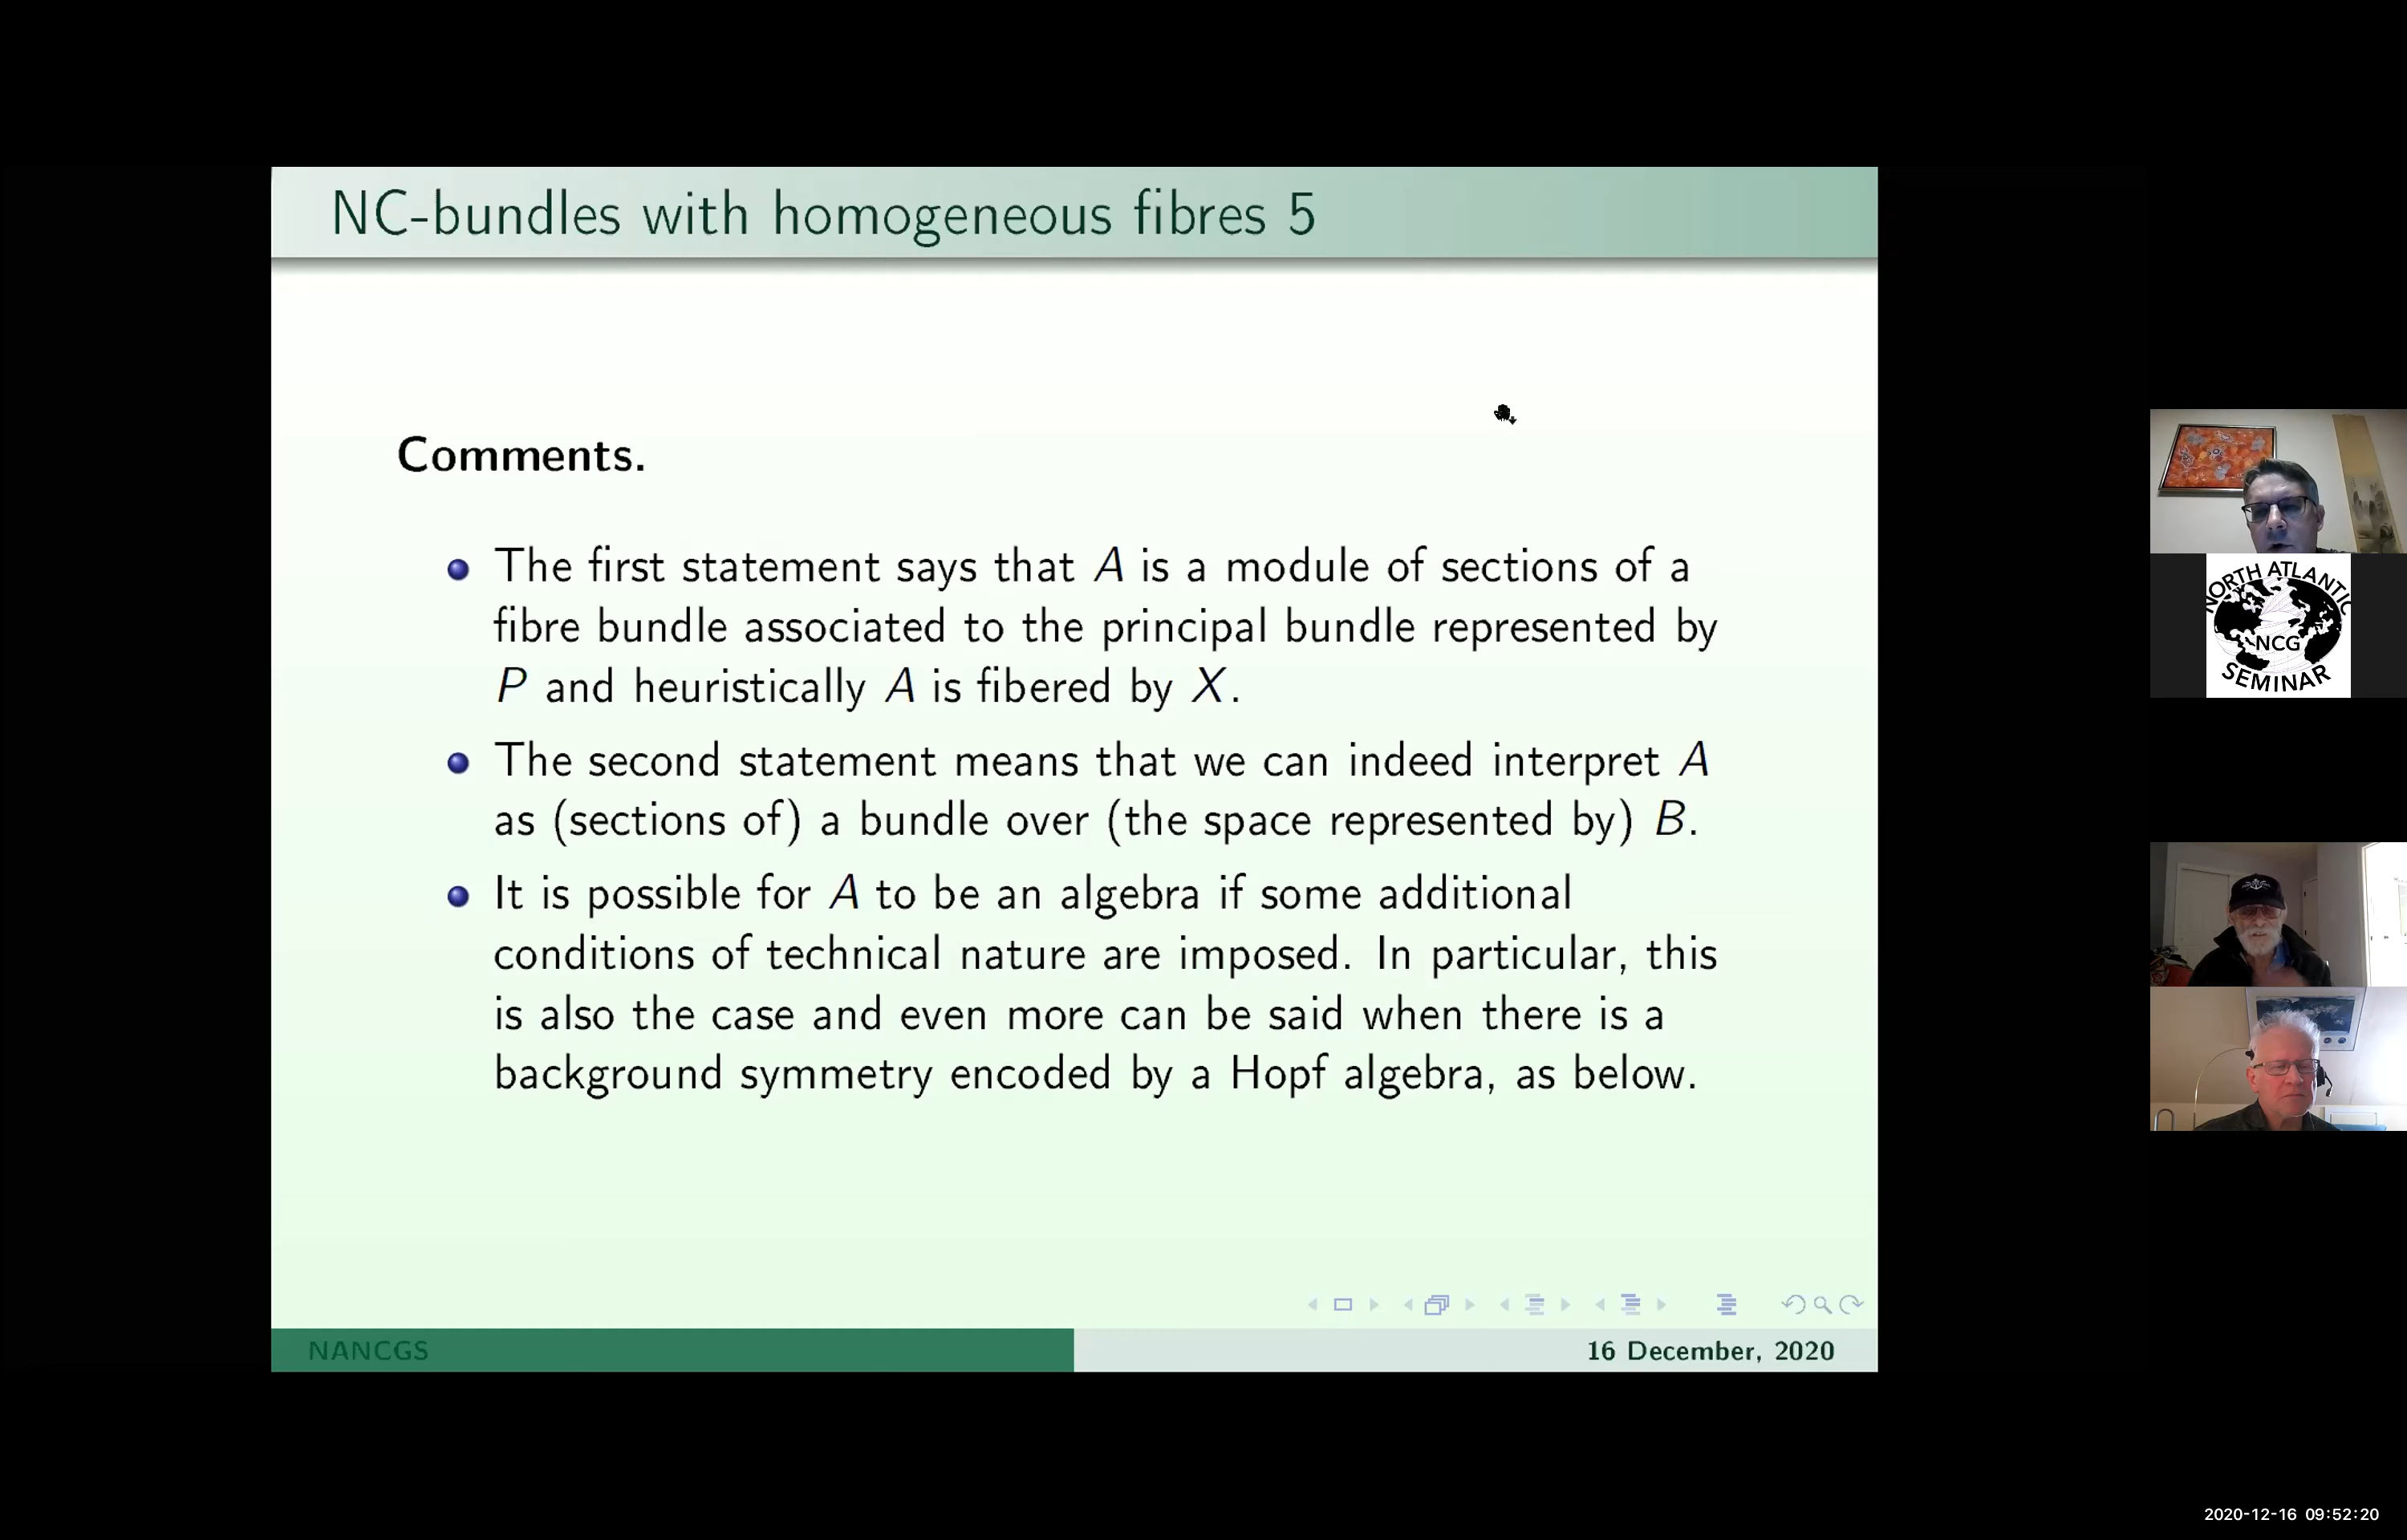 NC-bundles with homogeneous fibres 5
Comments.
The first statement says that A is a module of sections of a
fibre bundle associated to the principal bundle represented by
P and heuristically A is fibered by X.
The second statement means that we can indeed interpret A
as (sections of) a bundle over (the space represented by) B.
It is possible for A to be an algebra if some additional
conditions of technical nature are imposed. In particular, this
is also the case and even more can be said when there is a
background symmetry encoded by a Hopf algebra, as below.
NANCGS
16 December, 2020
NORTH ATLANTIC
NCG
SEMINAR
2020-12-16 09:52:20